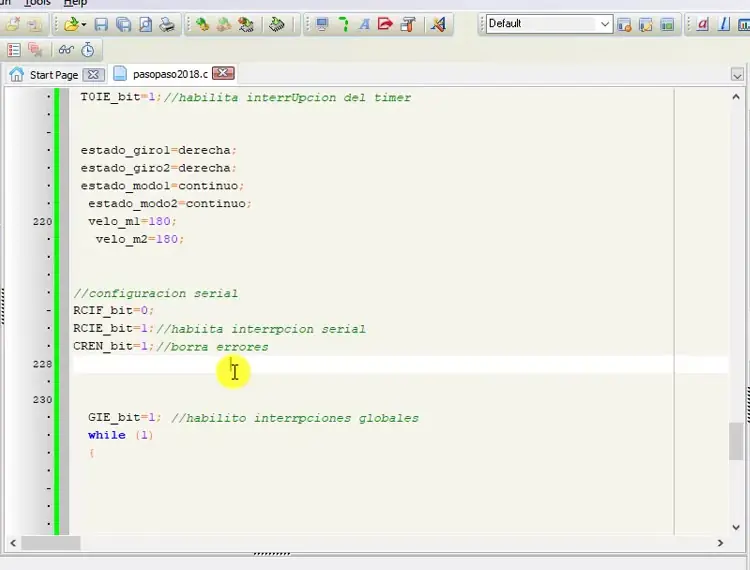 Tools Help
Default
Start Page pasopaso2018.c
T0IE_bit=1;//habilita interrUpcion del timer
estado_giro1=derecha;
estado_giro2=derecha;
estado_modo1=continuo;
estado_modo2=continuo;
220 velo_m1=180;
velo_m2=180;
//configuracion serial
RCIF_bit=0;
RCIE_bit=1;//habiita interrpcion serial
CREN_bit=1;//borra errores
228
230
GIE_bit=1; //habilito interrpciones globales
while (1)
{